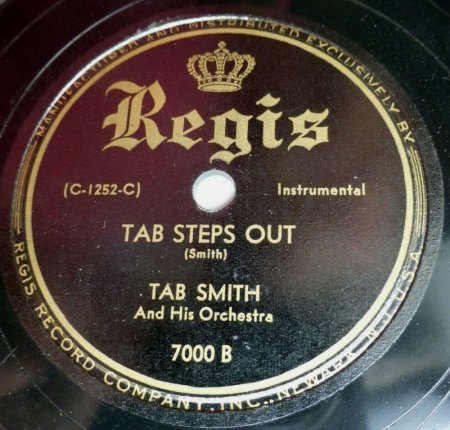 MANUFACTURED AND DISTRIBUTED EXCLUSIVELY BY
Regis
(C-1252-C) Instrumental
TAB STEPS OUT
(Smith)
TAB SMITH
And His Orchestra
7000 B
REGIS RECORD COMPANY, INC., NEWARK, N.J. U.S.A.